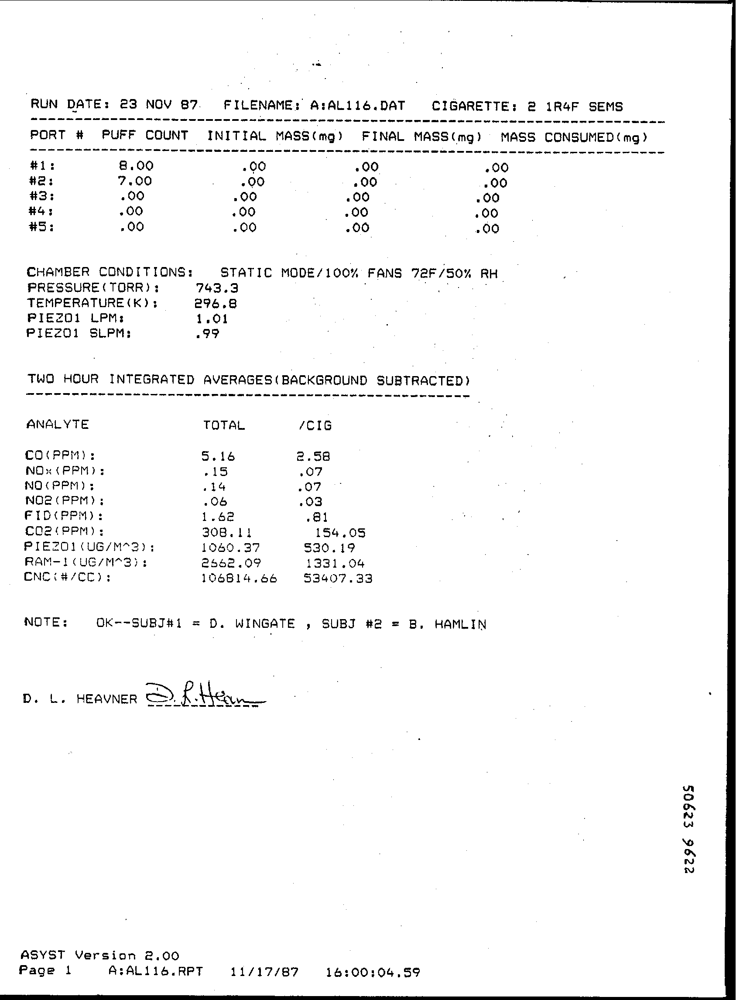 RUN DATE: 23 NOV 87 FILENAME: A:AL116.DAT CIGARETTE: 2 1R4F SEMS
PORT # PUFF COUNT INITIAL MASS(mg) FINAL MASS(mg) MASS CONSUMED(mg)
#1: 8.00 .00 .00 .00
#2: 7.00 .00 .00 .00
#3: .00 .00 .00 .00
#4: .00 .00 .00 .00
#5: .00 .00 .00 .00
CHAMBER CONDITIONS: STATIC MODE/100% FANS 72F/50% RH
PRESSURE(TORR): 743.3
TEMPERATURE(K): 296.8
PIEZO1 LPM: 1.01
PIEZO1 SLPM: .99
TWO HOUR INTEGRATED AVERAGES(BACKGROUND SUBTRACTED)
ANALYTE TOTAL /CIG
CO(PPM): 5.16 2.58
NOx(PPM): .15 .07
NO(PPM): .14 .07
NO2(PPM): .06 .03
FID(PPM): 1.62 .81
CO2(PPM): 308.11 154.05
PIEZO1(UG/M^3): 1060.37 530.19
RAM-1(UG/M^3): 2662.09 1331.04
CNC(#/CC): 106814.66 53407.33
NOTE: OK--SUBJ#1 = D. WINGATE , SUBJ #2 = B. HAMLIN
D. L. HEAVNER
50623 9622
ASYST Version 2.00
Page 1 A:AL116.RPT 11/17/87 16:00:04.59